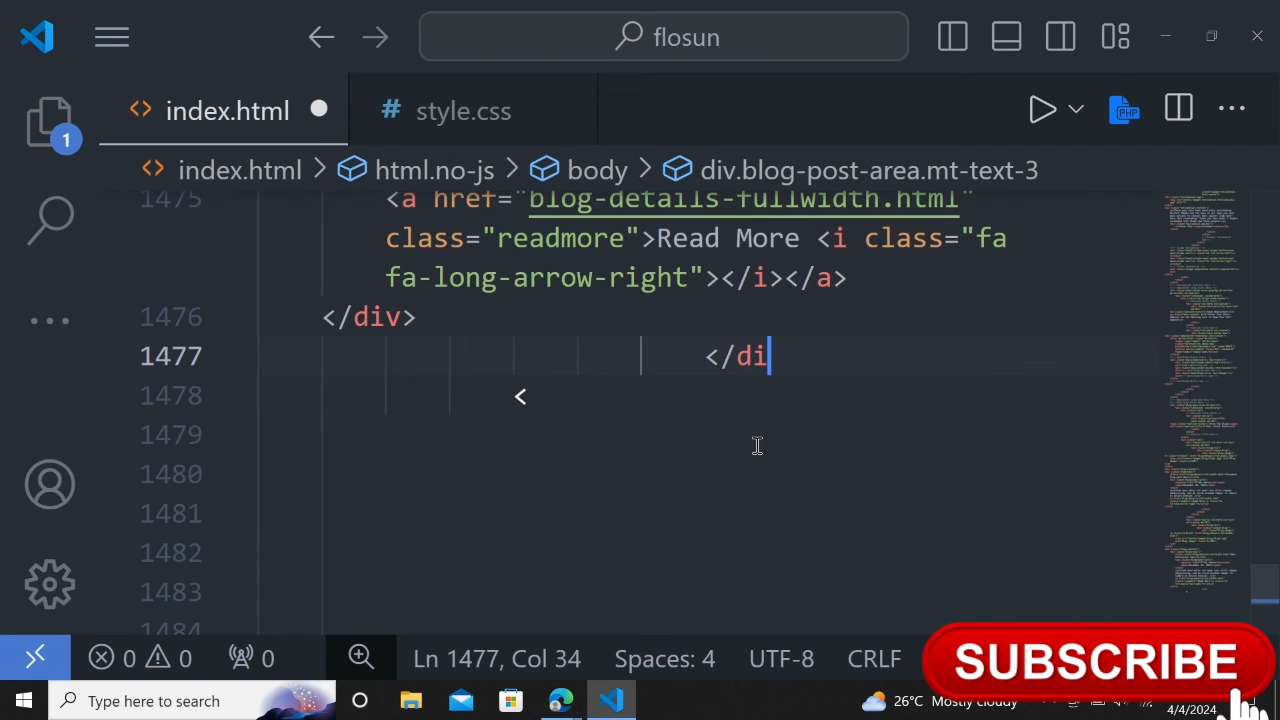 flosun
index.html
style.css
PHP
1
index.html > html.no-js > body > div.blog-post-area.mt-text-3
1475 <a href="blog-details-fullwidth.html"
class="readmore">Read More <i class="fa
fa-long-arrow-right"></i></a>
1476 </div>
1477 </di
1478 <
1479
1480
1481
1482
1483
1484
0 0 0 Ln 1477, Col 34 Spaces: 4 UTF-8 CRLF
SUBSCRIBE
Type here to search
26°C Mostly cloudy
4/4/2024